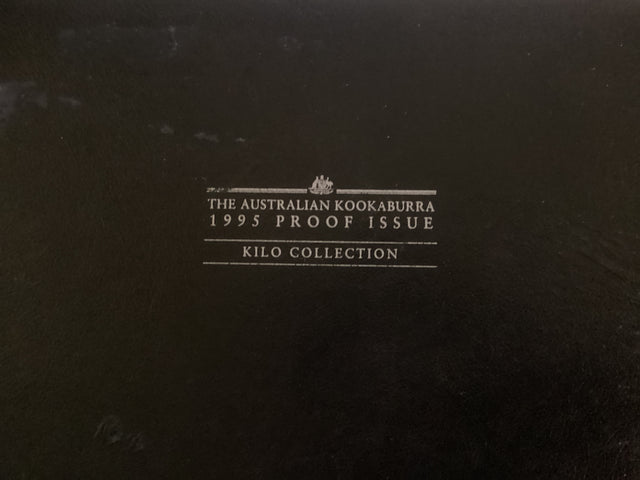 THE AUSTRALIAN KOOKABURRA
1995 PROOF ISSUE
KILO COLLECTION